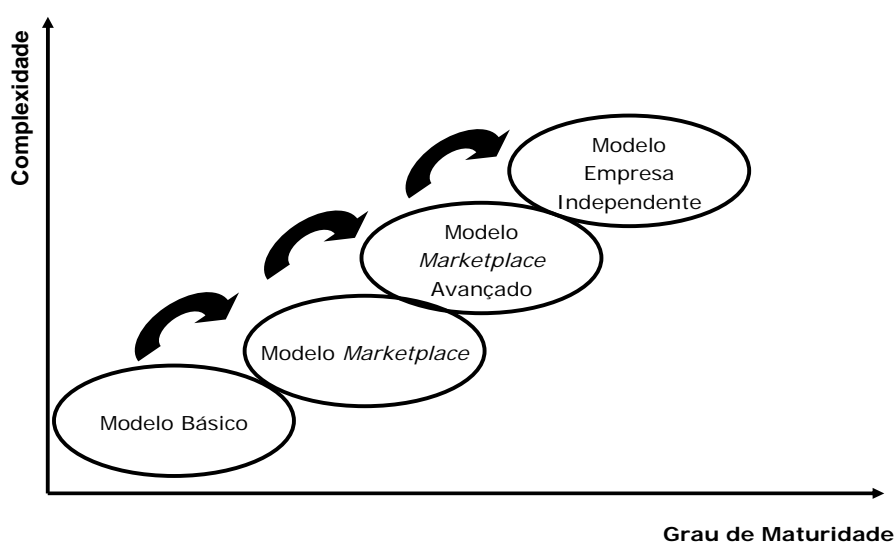 Complexidade
Modelo
Empresa
Independente
Modelo
Marketplace
Avançado
Modelo Marketplace
Modelo Básico
Grau de Maturidade